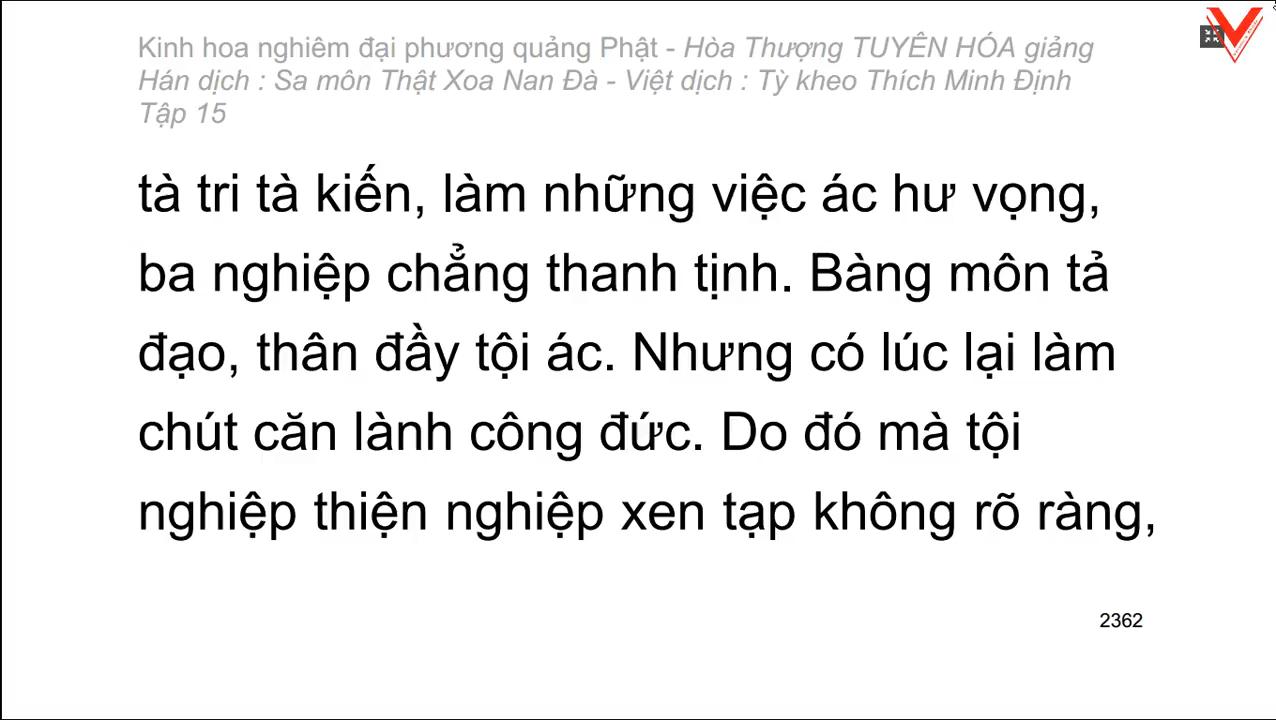 Kinh hoa nghiêm đại phương quảng Phật - Hòa Thượng TUYÊN HÓA giảng
Hán dịch : Sa môn Thật Xoa Nan Đà - Việt dịch : Tỳ kheo Thích Minh Định
Tập 15
tà tri tà kiến, làm những việc ác hư vọng,
ba nghiệp chẳng thanh tịnh. Bàng môn tả
đạo, thân đầy tội ác. Nhưng có lúc lại làm
chút căn lành công đức. Do đó mà tội
nghiệp thiện nghiệp xen tạp không rõ ràng,
2362